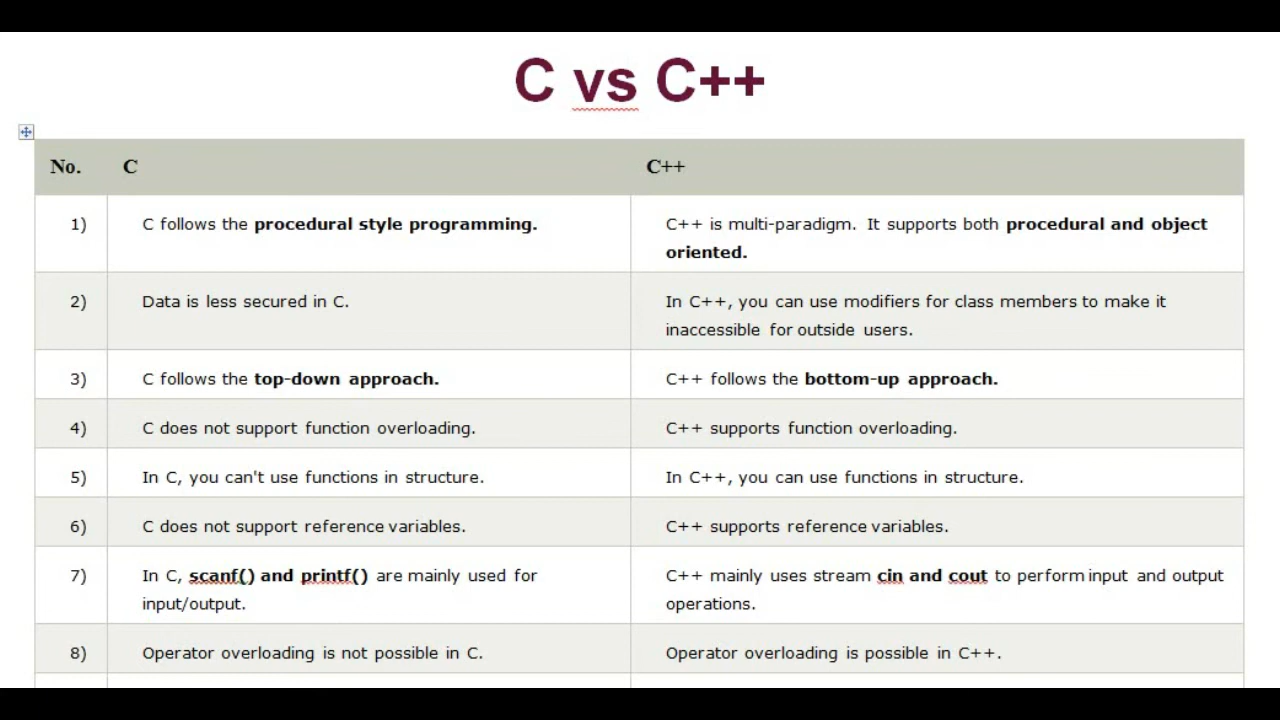 C vs C++
No. C C++
1) C follows the procedural style programming. C++ is multi-paradigm. It supports both procedural and object
oriented.
2) Data is less secured in C. In C++, you can use modifiers for class members to make it
inaccessible for outside users.
3) C follows the top-down approach. C++ follows the bottom-up approach.
4) C does not support function overloading. C++ supports function overloading.
5) In C, you can't use functions in structure. In C++, you can use functions in structure.
6) C does not support reference variables. C++ supports reference variables.
7) In C, scanf() and printf() are mainly used for C++ mainly uses stream cin and cout to perform input and output
input/output. operations.
8) Operator overloading is not possible in C. Operator overloading is possible in C++.